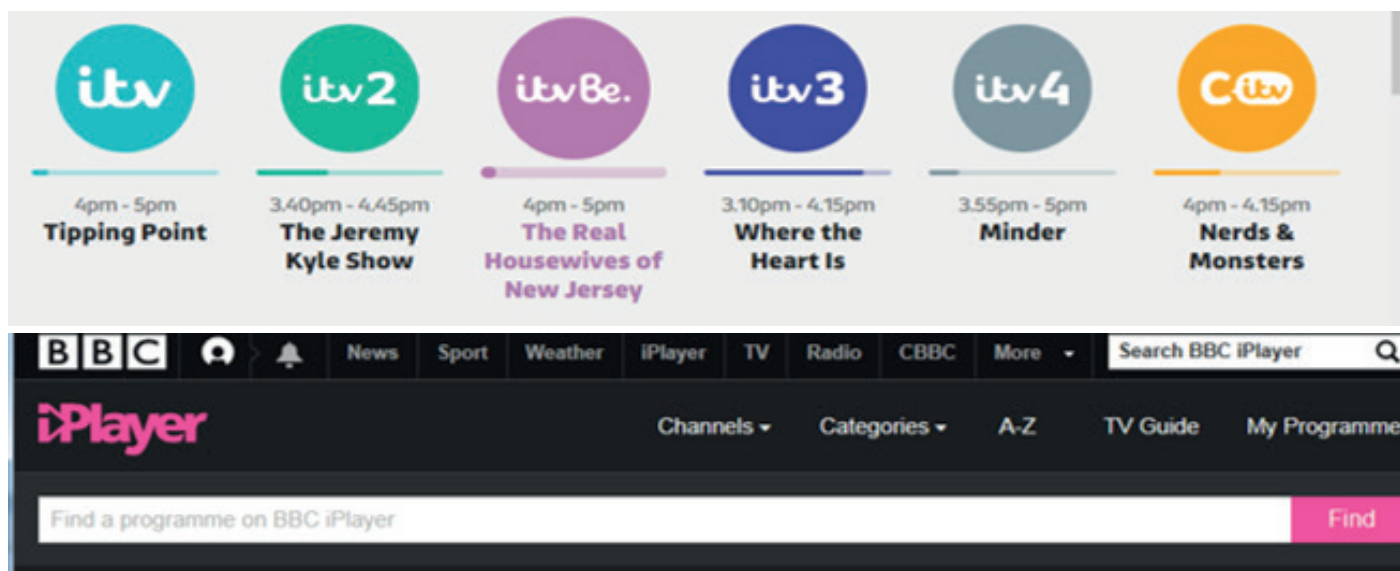 itv itv2 itvBe. itv3 itv4 Citv
4pm - 5pm 3.40pm - 4.45pm 4pm - 5pm 3.10pm - 4.15pm 3.55pm - 5pm 4pm - 4.15pm
Tipping Point The Jeremy The Real Where the Minder Nerds &
Kyle Show Housewives of Heart Is Monsters
New Jersey
BBC News Sport Weather iPlayer TV Radio CBBC More Search BBC iPlayer
iPlayer Channels Categories A-Z TV Guide My Programme
Find a programme on BBC iPlayer Find